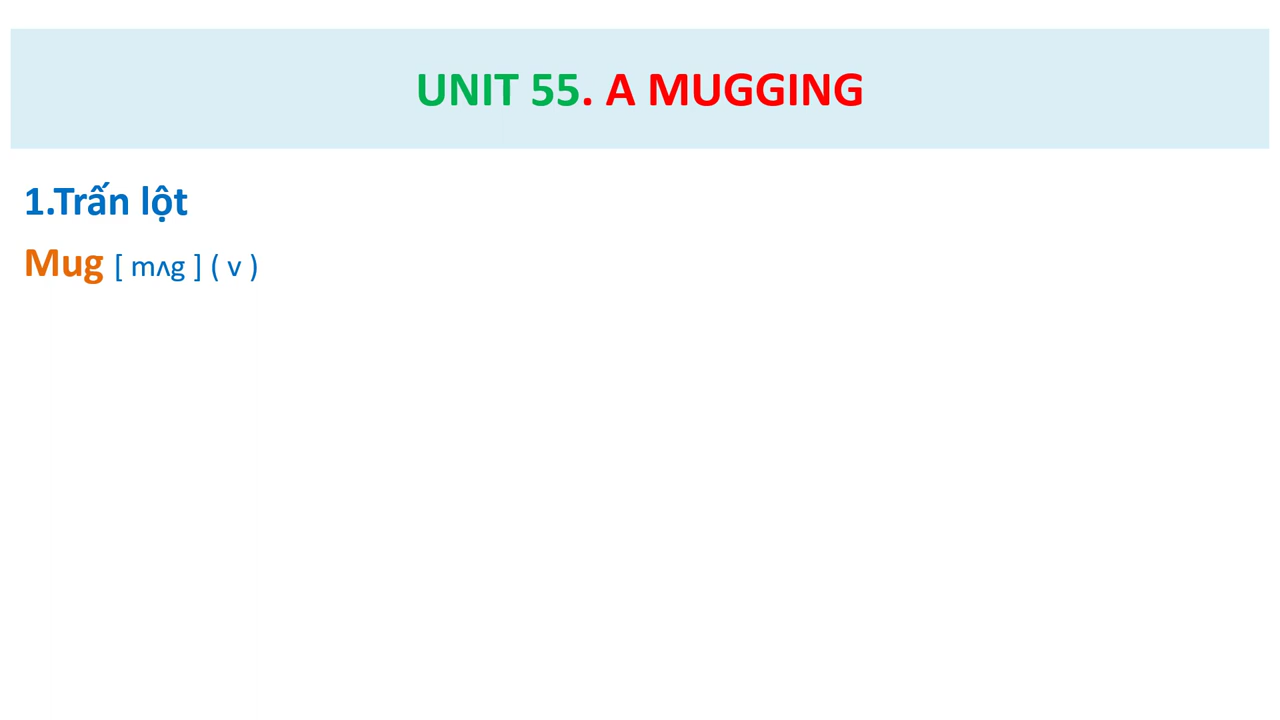 UNIT 55. A MUGGING
1.Trấn lột
Mug [ mʌg ] ( v )